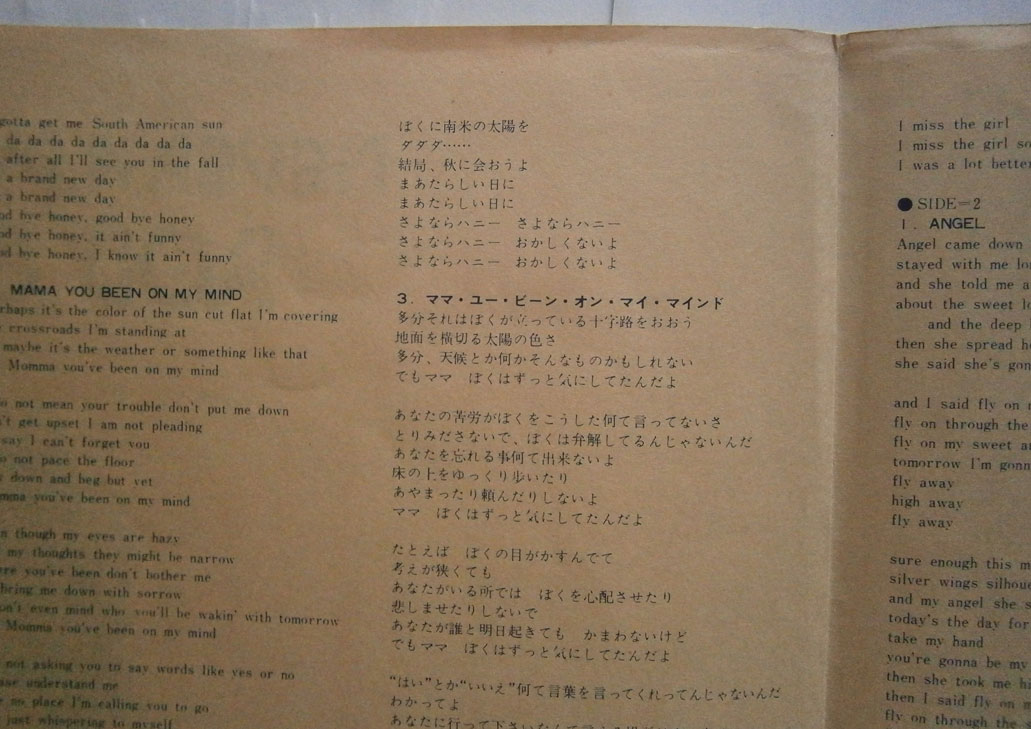 gotta get me South American sun
da da da da da da da da da
after all I'll see you in the fall
a brand new day
a brand new day
bye honey, good bye honey
bye honey, it ain't funny
bye honey, I know it ain't funny
MAMA YOU BEEN ON MY MIND
it's the color of the sun cut flat I'm covering
crossroads I'm standing at
maybe it's the weather or something like that
Momma you've been on my mind
not mean your trouble don't put me down
get upset I am not pleading
say I can't forget you
not pace the floor
down and beg but yet
you've been on my mind
though my eyes are hazy
my thoughts they might be narrow
you've been don't bother me
bring me down with sorrow
even mind who you'll be wakin' with tomorrow
Momma you've been on my mind
not asking you to say words like yes or no
understand me
no place I'm calling you to go
just whispering to myself
ぼくに南米の太陽を
ダダダ……
結局、秋に会おうよ
まあたらしい日に
まあたらしい日に
さよならハニー　さよならハニー
さよならハニー　おかしくないよ
さよならハニー　おかしくないよ
3. ママ・ユー・ビーン・オン・マイ・マインド
多分それはぼくが立っている十字路をおおう
地面を横切る太陽の色さ
多分、天候とか何かそんなものかもしれない
でもママ　ぼくはずっと気にしてたんだよ
あなたの苦労がぼくをこうした何て言ってないさ
とりみださないで、ぼくは弁解してるんじゃないんだ
あなたを忘れる事何て出来ないよ
床の上をゆっくり歩いたり
あやまったり頼んだりしないよ
ママ　ぼくはずっと気にしてたんだよ
たとえば　ぼくの目がかすんでて
考えが狭くても
あなたがいる所では　ぼくを心配させたり
悲しませたりしないで
あなたが誰と明日起きても　かまわないけど
でもママ　ぼくはずっと気にしてたんだよ
“はい”とか“いいえ”何て言葉を言ってくれってんじゃないんだ
わかってよ
あなたに行って下さいなんて
I miss the girl
I miss the girl
I was a lot better
●SIDE=2
1. ANGEL
Angel came down
stayed with me
and she told me
about the sweet
and the deep
then she spread
she said she's
and I said fly on
fly on through the
fly on my sweet
tomorrow I'm
fly away
high away
fly away
sure enough this
silver wings
and my angel she
today's the day for
take my hand
you're gonna be my
then she took me
then I said fly on
fly on through the